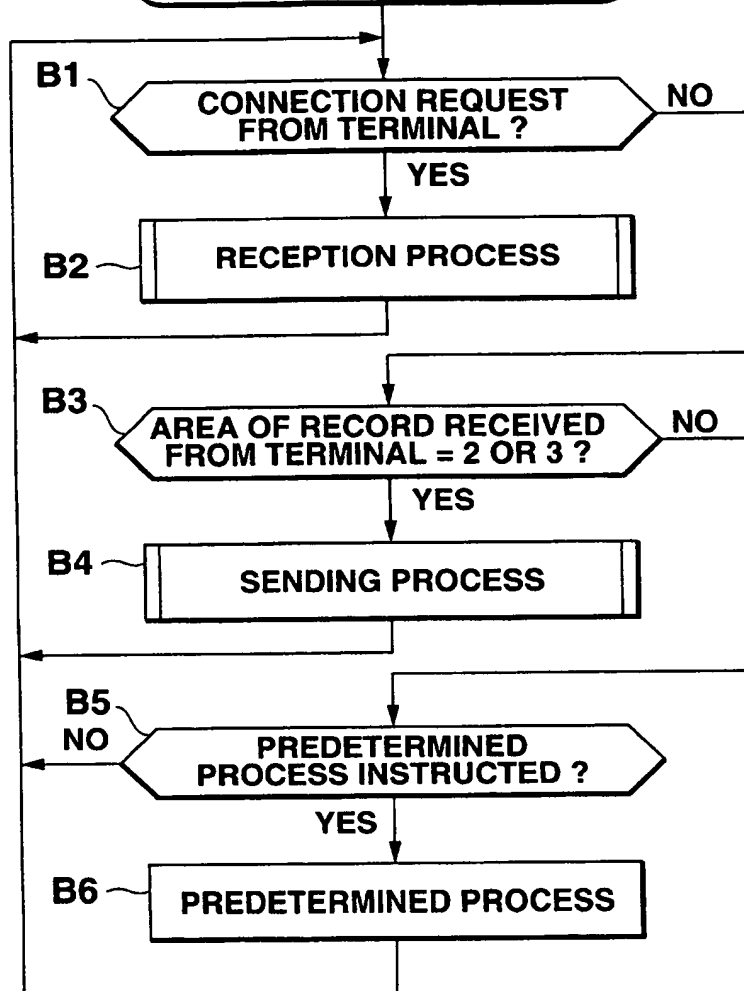 B1
CONNECTION REQUEST
FROM TERMINAL ?
NO
YES
B2
RECEPTION PROCESS
B3
AREA OF RECORD RECEIVED
FROM TERMINAL = 2 OR 3 ?
NO
YES
B4
SENDING PROCESS
B5
NO
PREDETERMINED
PROCESS INSTRUCTED ?
YES
B6
PREDETERMINED PROCESS